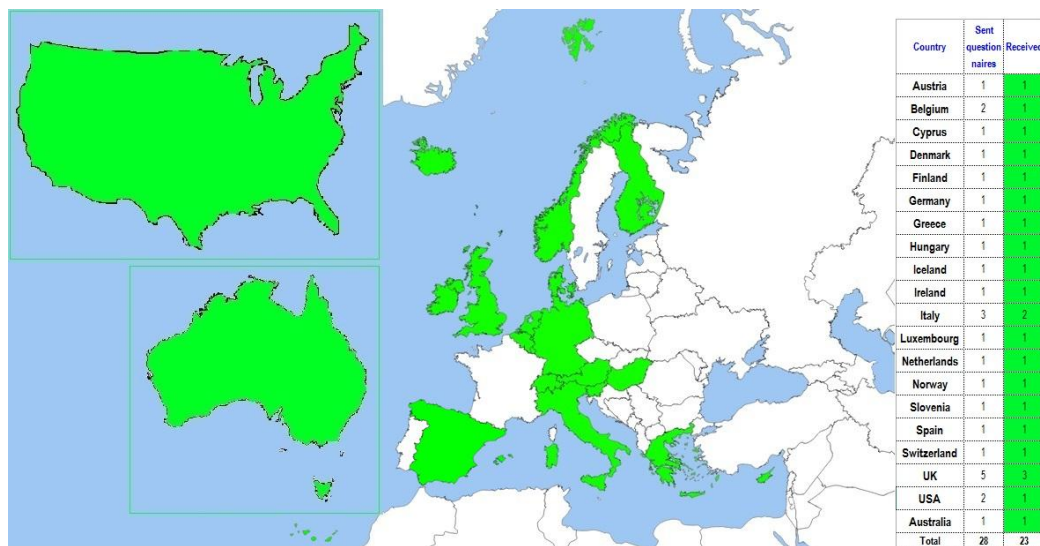 Country Sent question naires Received
Austria 1 1
Belgium 2 1
Cyprus 1 1
Denmark 1 1
Finland 1 1
Germany 1 1
Greece 1 1
Hungary 1 1
Iceland 1 1
Ireland 1 1
Italy 3 2
Luxembourg 1 1
Netherlands 1 1
Norway 1 1
Slovenia 1 1
Spain 1 1
Switzerland 1 1
UK 5 3
USA 2 1
Australia 1 1
Total 28 23